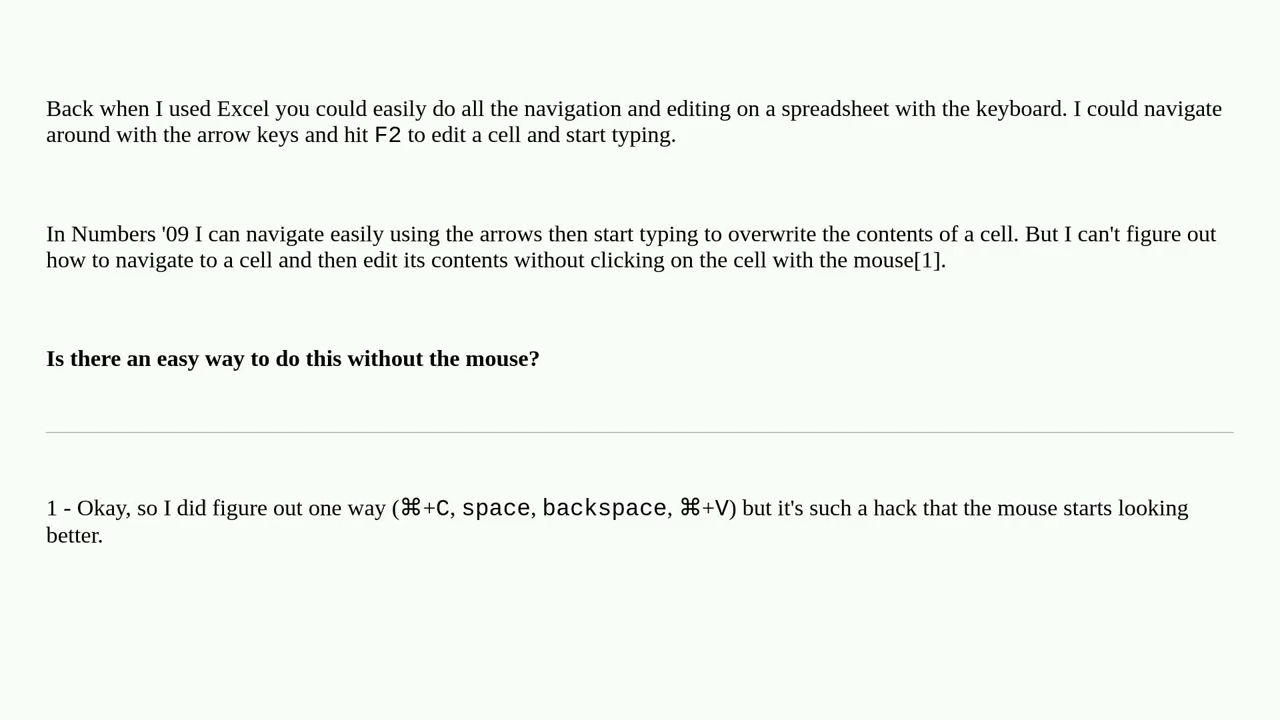 Back when I used Excel you could easily do all the navigation and editing on a spreadsheet with the keyboard. I could navigate
around with the arrow keys and hit F2 to edit a cell and start typing.
In Numbers '09 I can navigate easily using the arrows then start typing to overwrite the contents of a cell. But I can't figure out
how to navigate to a cell and then edit its contents without clicking on the cell with the mouse[1].
Is there an easy way to do this without the mouse?
1 - Okay, so I did figure out one way (⌘+C, space, backspace, ⌘+V) but it's such a hack that the mouse starts looking
better.